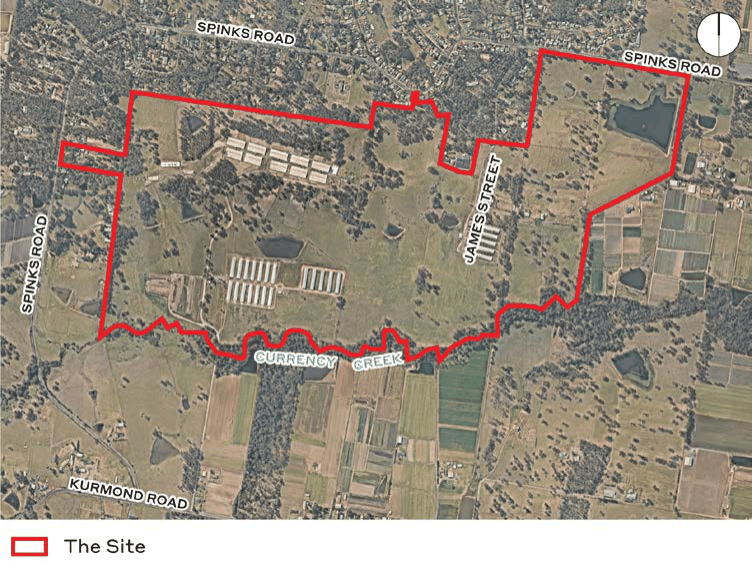 SPINKS ROAD
SPINKS ROAD
JAMES STREET
SPINKS ROAD
CURRENCY CREEK
KURMOND ROAD
The Site